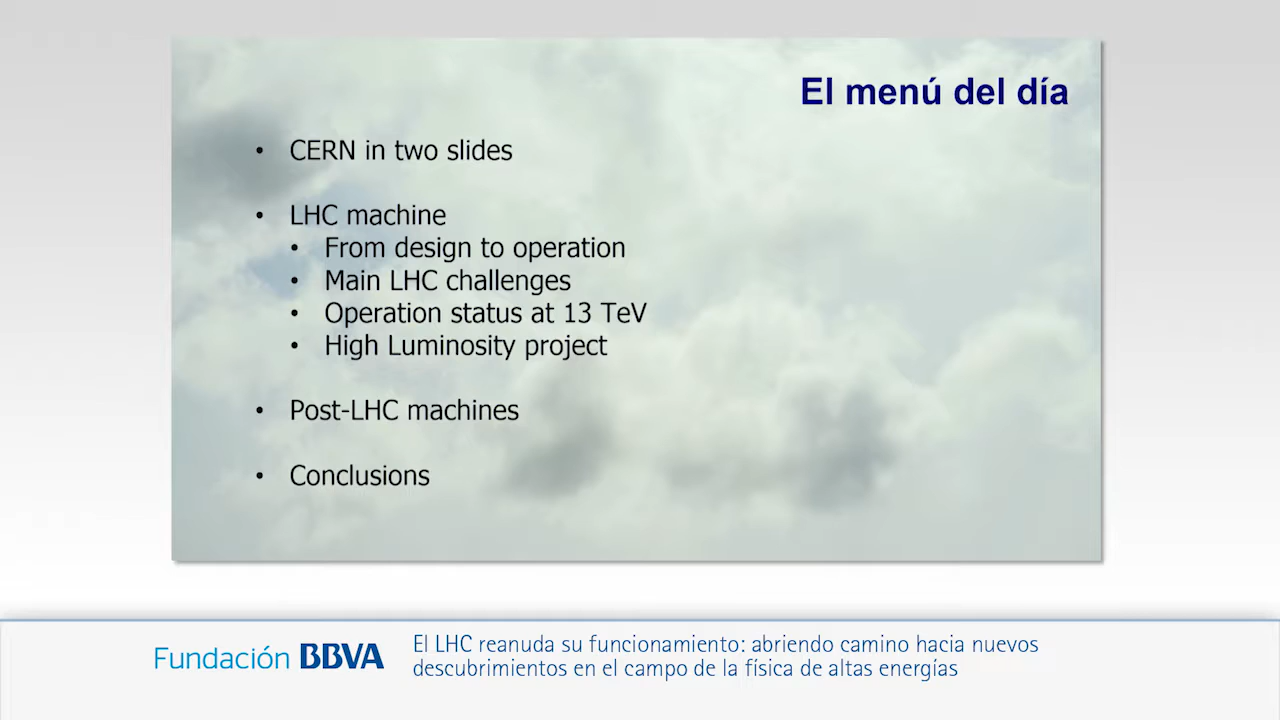 El menú del día
• CERN in two slides
• LHC machine
• From design to operation
• Main LHC challenges
• Operation status at 13 TeV
• High Luminosity project
• Post-LHC machines
• Conclusions
Fundación BBVA
El LHC reanuda su funcionamiento: abriendo camino hacia nuevos
descubrimientos en el campo de la física de altas energías